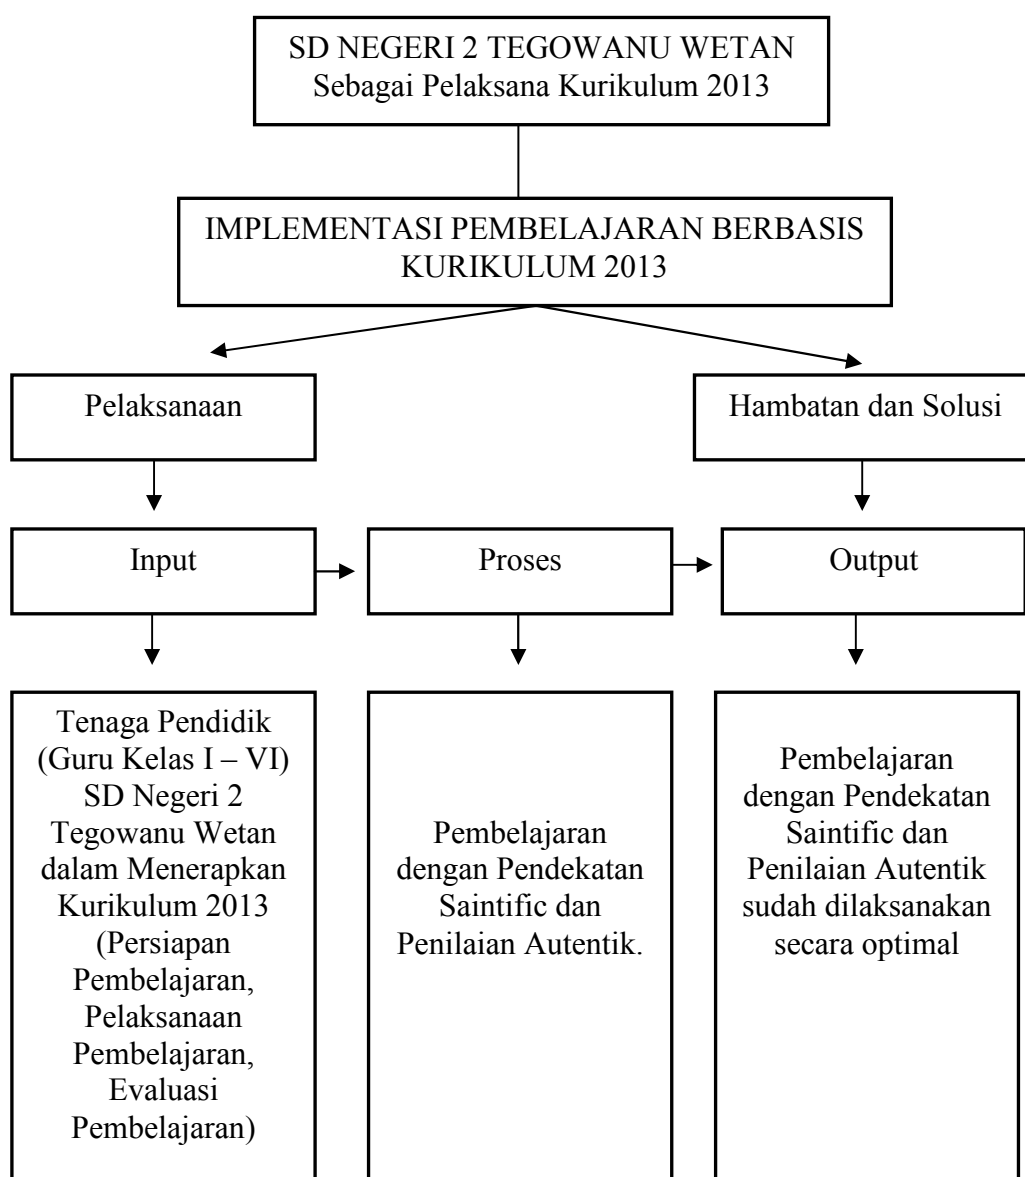 SD NEGERI 2 TEGOWANU WETAN
Sebagai Pelaksana Kurikulum 2013
IMPLEMENTASI PEMBELAJARAN BERBASIS
KURIKULUM 2013
Pelaksanaan
Hambatan dan Solusi
Input
Proses
Output
Tenaga Pendidik
(Guru Kelas I – VI)
SD Negeri 2
Tegowanu Wetan
dalam Menerapkan
Kurikulum 2013
(Persiapan
Pembelajaran,
Pelaksanaan
Pembelajaran,
Evaluasi
Pembelajaran)
Pembelajaran
dengan Pendekatan
Saintific dan
Penilaian Autentik.
Pembelajaran
dengan Pendekatan
Saintific dan
Penilaian Autentik
sudah dilaksanakan
secara optimal